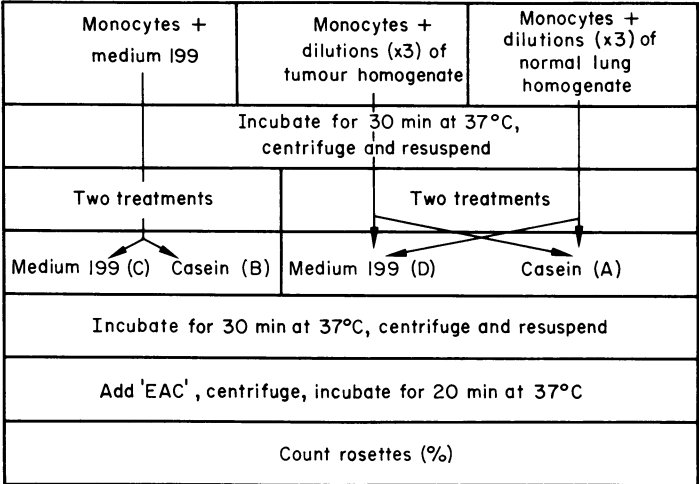 Monocytes +
medium 199
Monocytes +
dilutions (x3) of
tumour homogenate
Monocytes +
dilutions (x3) of
normal lung
homogenate
Incubate for 30 min at 37°C,
centrifuge and resuspend
Two treatments
Two treatments
Medium 199 (C) Casein (B)
Medium 199 (D) Casein (A)
Incubate for 30 min at 37°C, centrifuge and resuspend
Add 'EAC', centrifuge, incubate for 20 min at 37°C
Count rosettes (%)